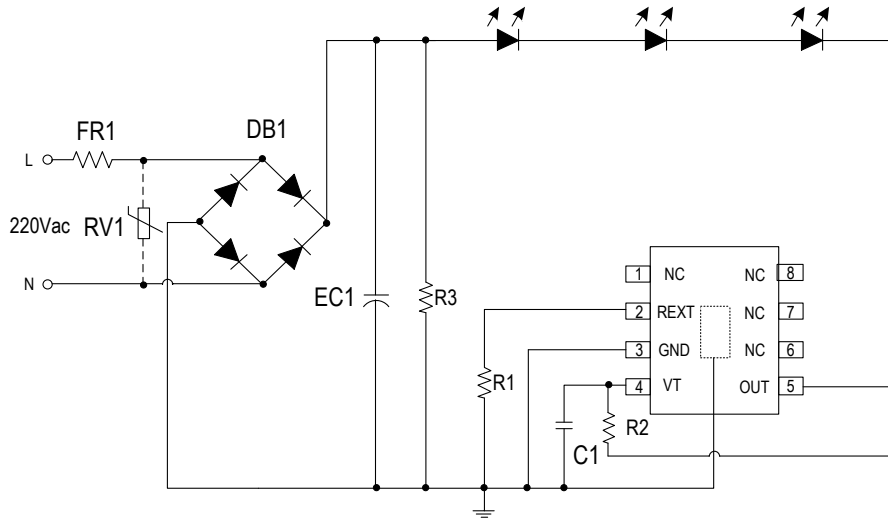 FR1
DB1
L
220Vac
RV1
N
EC1
R3
R1
C1
R2
1
NC
NC
8
2
REXT
NC
7
3
GND
NC
6
4
VT
OUT
5